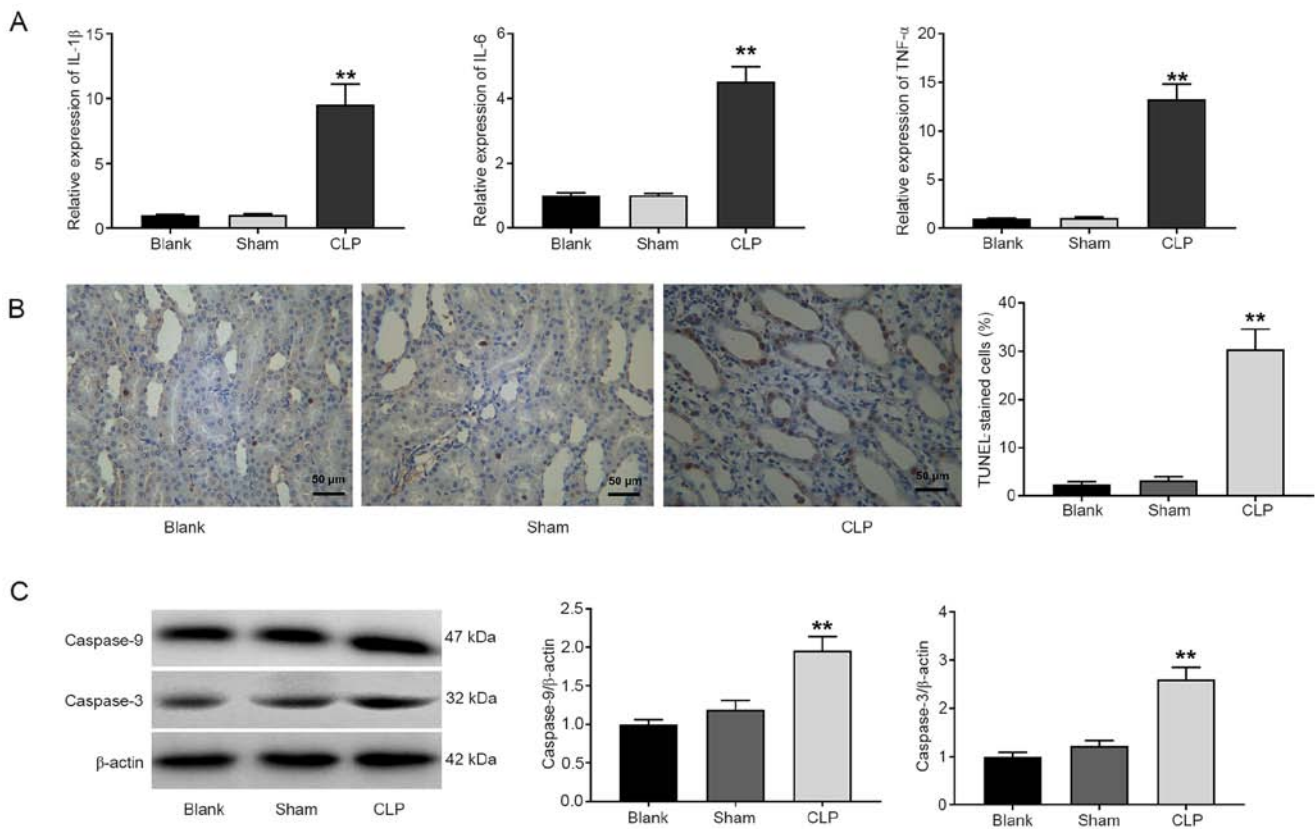 A
Relative expression of IL-1β
15
10
5
0
**
Blank Sham CLP
Relative expression of IL-6
6
4
2
0
**
Blank Sham CLP
Relative expression of TNF-α
20
15
10
5
0
**
Blank Sham CLP
B
50 μm
Blank
50 μm
Sham
50 μm
CLP
TUNEL stained cells (%)
40
30
20
10
0
**
Blank Sham CLP
C
Caspase-9 47 kDa
Caspase-3 32 kDa
β-actin 42 kDa
Blank Sham CLP
Caspase-9/β-actin
2.5
2.0
1.5
1.0
0.5
0.0
**
Blank Sham CLP
Caspase-3/β-actin
4
3
2
1
0
**
Blank Sham CLP